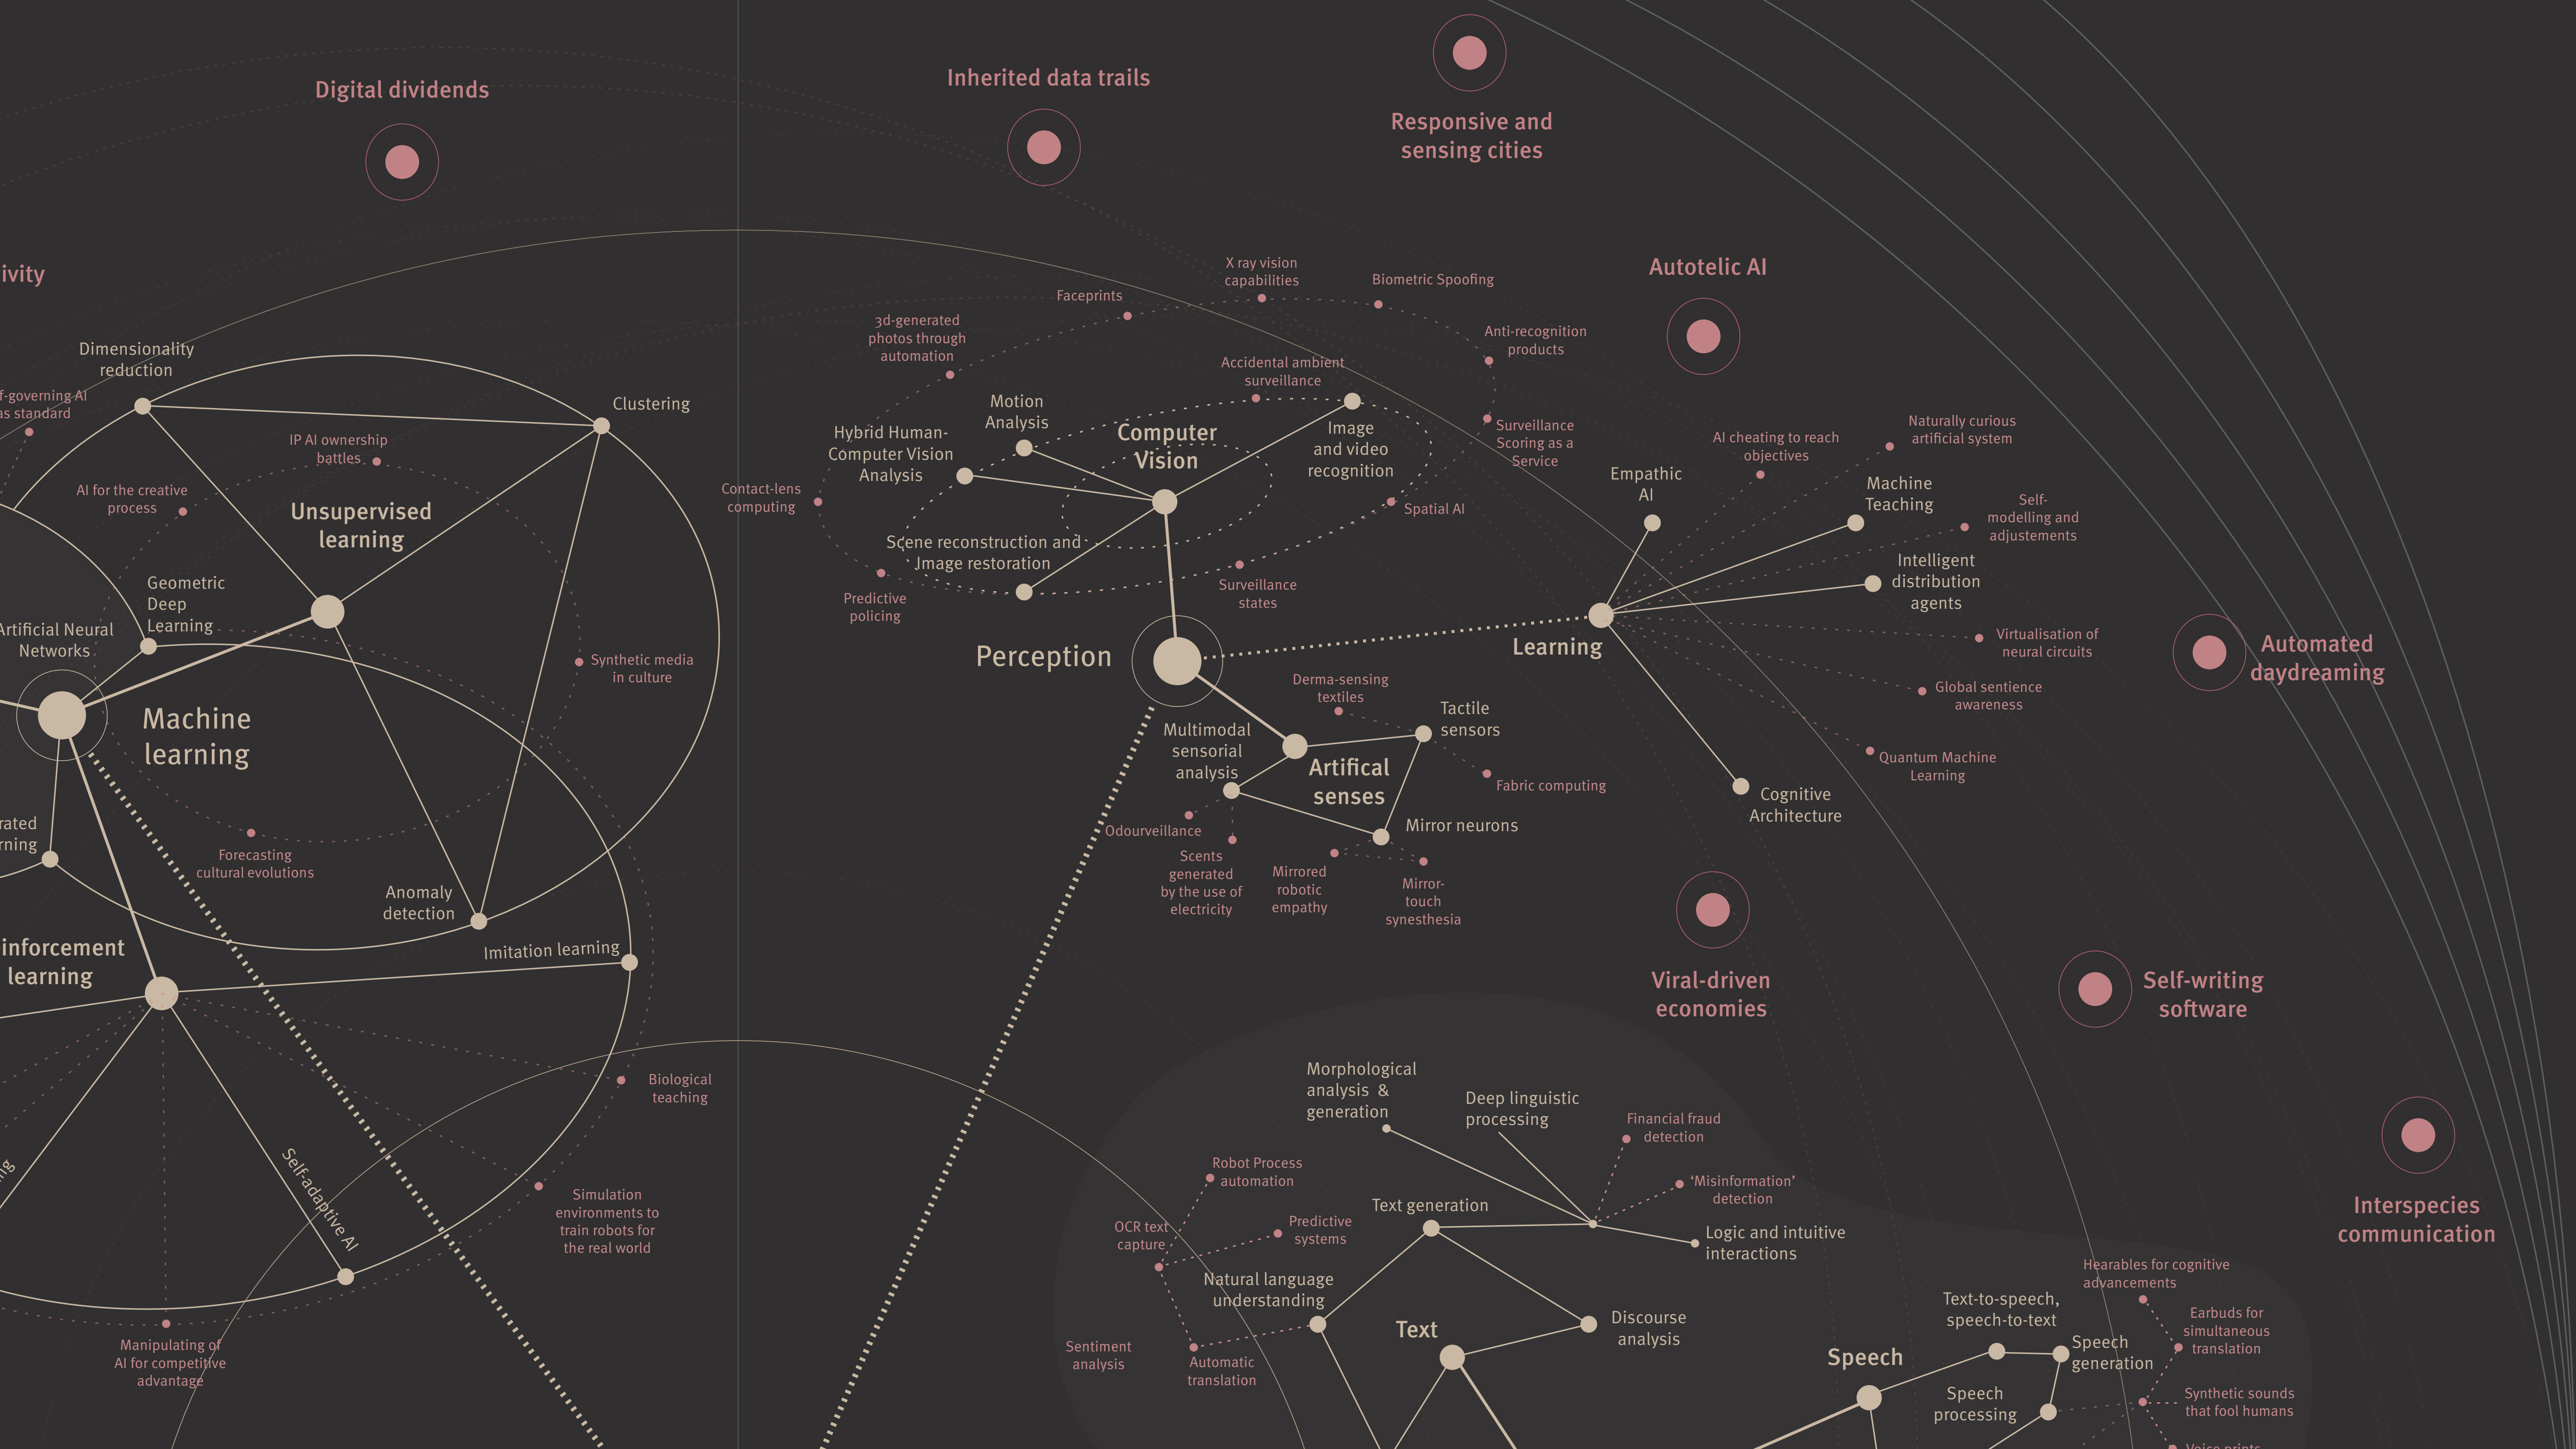 Digital dividends
Inherited data trails
Responsive and
sensing cities
ivity
Autotelic AI
Dimensionality
reduction
f-governing AI
as standard
Clustering
IP AI ownership
battles
AI for the creative
process
Unsupervised
learning
Geometric
Deep
Learning
Artificial Neural
Networks
Synthetic media
in culture
Machine
learning
rated
rning
Forecasting
cultural evolutions
Anomaly
detection
Imitation learning
inforcement
learning
Biological
teaching
Self-adaptive AI
ng
Simulation
environments to
train robots for
the real world
Manipulating of
AI for competitive
advantage
X ray vision
capabilities
Biometric Spoofing
Faceprints
3d-generated
photos through
automation
Anti-recognition
products
Accidental ambient
surveillance
Motion
Analysis
Hybrid Human-
Computer Vision
Analysis
Computer
Vision
Image
and video
recognition
Surveillance
Scoring as a
Service
Contact-lens
computing
Spatial AI
Scene reconstruction and
Image restoration
Predictive
policing
Surveillance
states
Perception
Learning
Empathic
AI
AI cheating to reach
objectives
Naturally curious
artificial system
Machine
Teaching
Self-
modelling and
adjustements
Intelligent
distribution
agents
Virtualisation of
neural circuits
Global sentience
awareness
Quantum Machine
Learning
Cognitive
Architecture
Automated
daydreaming
Derma-sensing
textiles
Tactile
sensors
Multimodal
sensorial
analysis
Artifical
senses
Fabric computing
Odourveillance
Mirror neurons
Scents
generated
by the use of
electricity
Mirrored
robotic
empathy
Mirror-
touch
synesthesia
Viral-driven
economies
Self-writing
software
Interspecies
communication
Morphological
analysis &
generation
Deep linguistic
processing
Financial fraud
detection
Robot Process
automation
'Misinformation'
detection
Text generation
OCR text
capture
Predictive
systems
Logic and intuitive
interactions
Natural language
understanding
Text
Discourse
analysis
Sentiment
analysis
Automatic
translation
Hearables for cognitive
advancements
Text-to-speech,
speech-to-text
Earbuds for
simultaneous
translation
Speech
Speech
generation
Speech
processing
Synthetic sounds
that fool humans
Voice prints